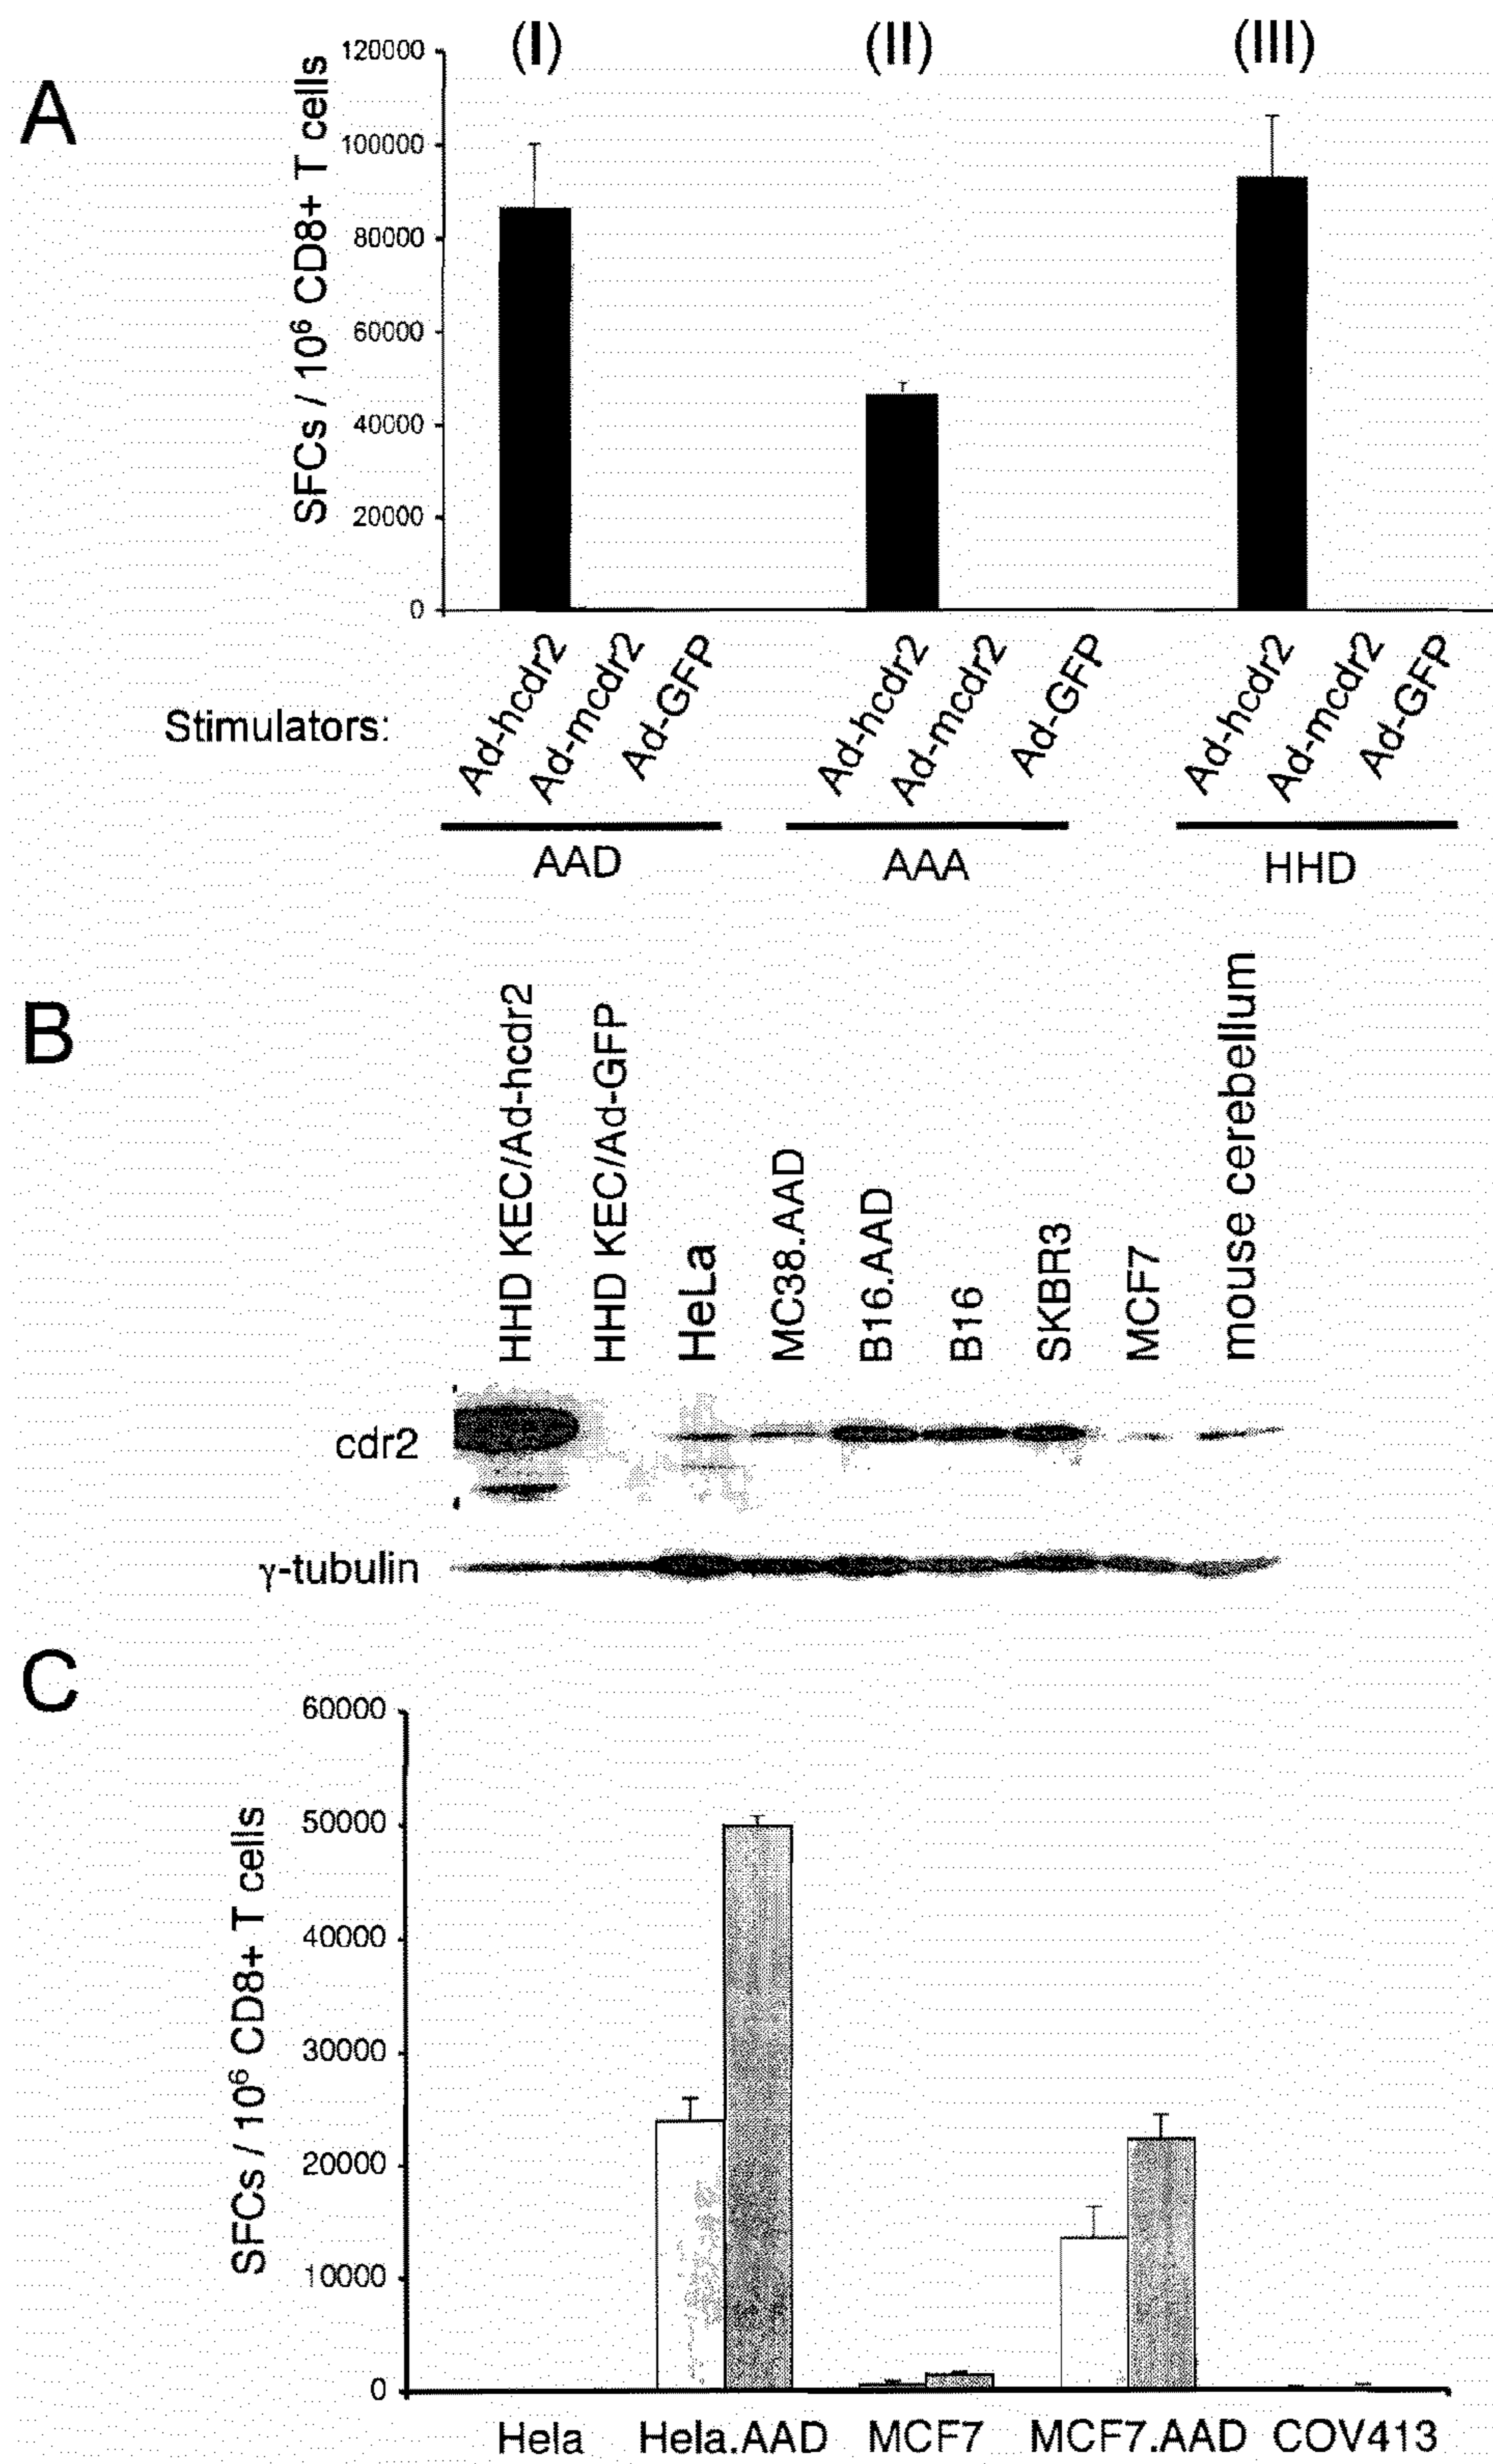 A
(I) (II) (III)
SFCs / 10⁶ CD8+ T cells
120000
100000
80000
60000
40000
20000
0
Stimulators:
Ad-hcdr2 Ad-mcdr2 Ad-GFP Ad-hcdr2 Ad-mcdr2 Ad-GFP Ad-hcdr2 Ad-mcdr2 Ad-GFP
AAD AAA HHD
B
HHD KEC/Ad-hcdr2
HHD KEC/Ad-GFP
HeLa
MC38.AAD
B16.AAD
B16
SKBR3
MCF7
mouse cerebellum
cdr2
γ-tubulin
C
SFCs / 10⁶ CD8+ T cells
60000
50000
40000
30000
20000
10000
0
Hela Hela.AAD MCF7 MCF7.AAD COV413